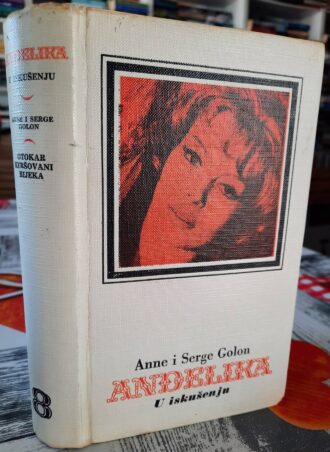 ANĐELIKA
U ISKUŠENJU
ANNE I SERGE
GOLON
OTOKAR
KERŠOVANI
RIJEKA
8
Anne i Serge Golon
ANĐELIKA
U iskušenju